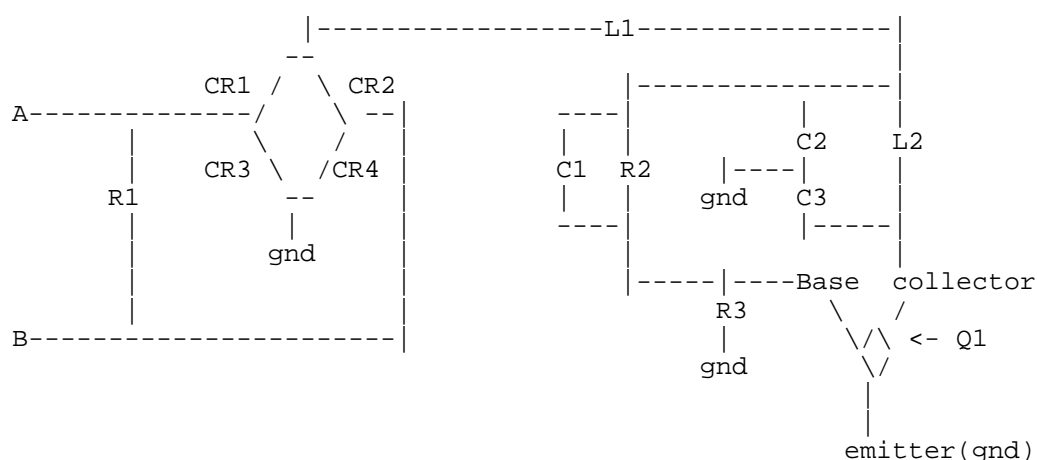 |-----------------L1----------------|
--
CR1 / \ CR2
A-------------/ \ --| ----|
C2 L2
CR3 \ /CR4 C1 R2 |----|
R1 -- gnd C3
| ----| |-----|
gnd
|-----|----Base collector
R3
B-----------------------| | \ /\ <- Q1
gnd
emitter(gnd)